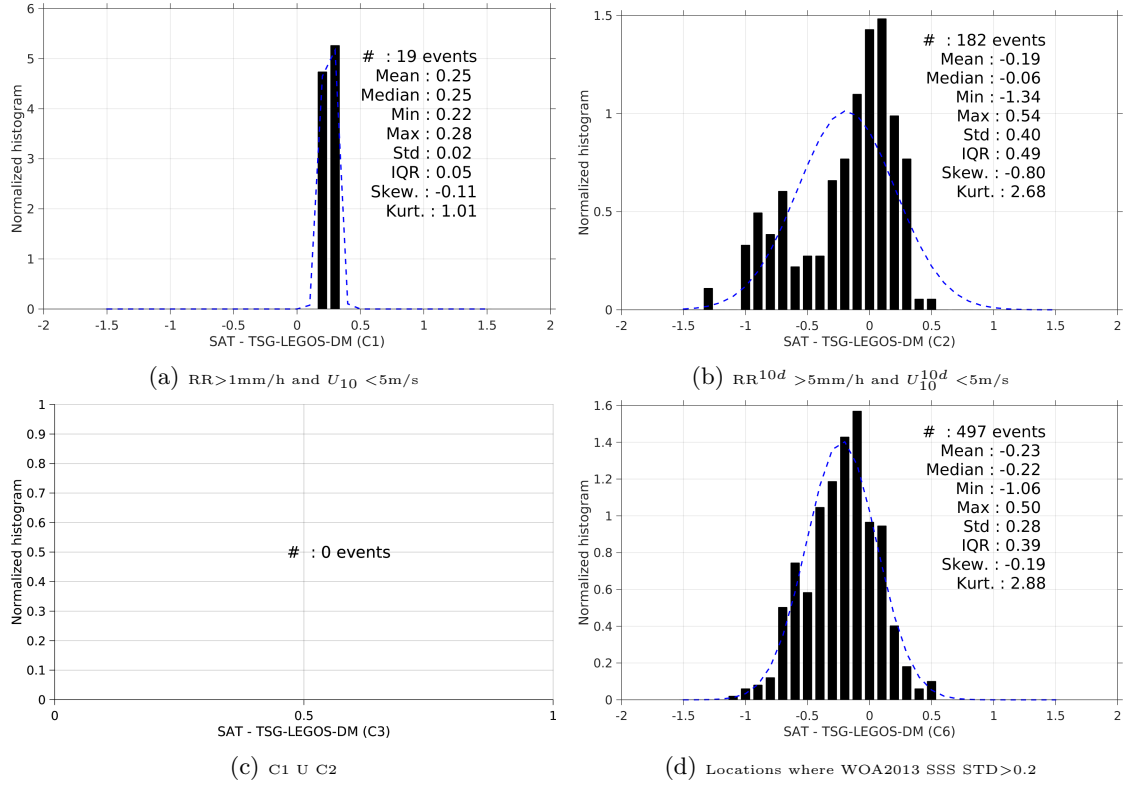 6
5
4
3
2
1
0
Normalized histogram
# : 19 events
Mean : 0.25
Median : 0.25
Min : 0.22
Max : 0.28
Std : 0.02
IQR : 0.05
Skew. : -0.11
Kurt. : 1.01
-2 -1.5 -1 -0.5 0 0.5 1 1.5 2
SAT - TSG-LEGOS-DM (C1)
(a) RR>1mm/h and U10 <5m/s
1.5
1
0.5
0
Normalized histogram
# : 182 events
Mean : -0.19
Median : -0.06
Min : -1.34
Max : 0.54
Std : 0.40
IQR : 0.49
Skew. : -0.80
Kurt. : 2.68
-2 -1.5 -1 -0.5 0 0.5 1 1.5 2
SAT - TSG-LEGOS-DM (C2)
(b) RR^10d >5mm/h and U_10^10d <5m/s
1
0.9
0.8
0.7
0.6
0.5
0.4
0.3
0.2
0.1
0
Normalized histogram
# : 0 events
0 0.5 1
SAT - TSG-LEGOS-DM (C3)
(c) C1 U C2
1.6
1.4
1.2
1
0.8
0.6
0.4
0.2
0
Normalized histogram
# : 497 events
Mean : -0.23
Median : -0.22
Min : -1.06
Max : 0.50
Std : 0.28
IQR : 0.39
Skew. : -0.19
Kurt. : 2.88
-2 -1.5 -1 -0.5 0 0.5 1 1.5 2
SAT - TSG-LEGOS-DM (C6)
(d) Locations where WOA2013 SSS STD>0.2